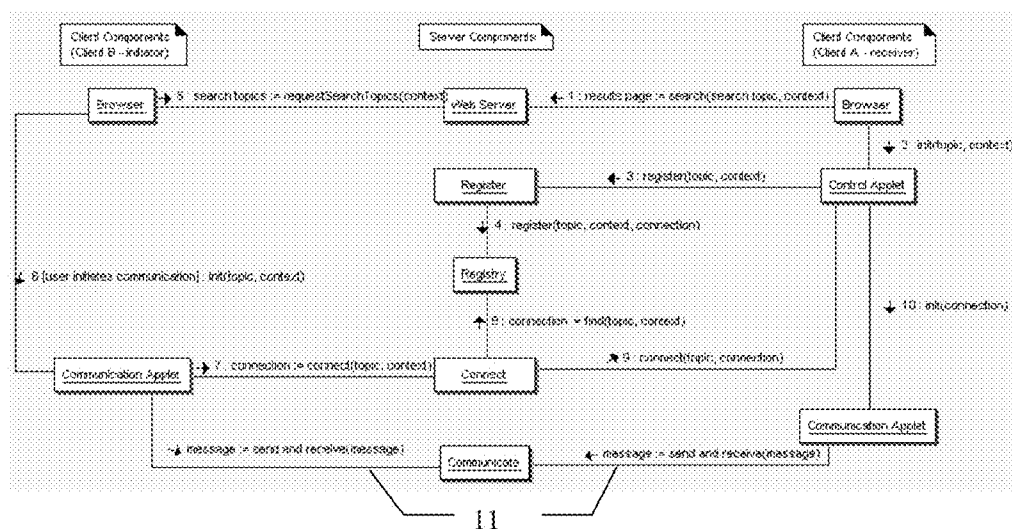 Client Components
(Client B - initiator)
Server Components
Client Components
(Client A - receiver)
Browser
5 : search topics := requestSearchTopics(context)
Web Server
1 : results page := search(search topic, context)
Browser
2 : init(topic, context)
Register
3 : register(topic, context)
Control Applet
4 : register(topic, context, connection)
6 [user initiates communication] : init(topic, context)
Registry
10 : init(connection)
8 : connection = find(topic, context)
Communication Applet
7 : connection := connect(topic, context)
Connect
9 : connect(topic, connection)
Communication Applet
message := send and receive(message)
Communicate
message := send and receive(message)
11